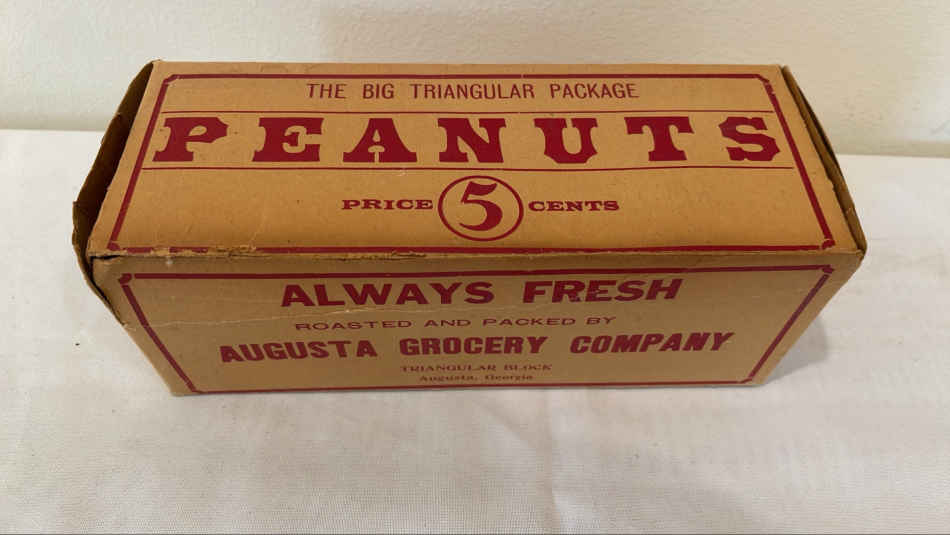 THE BIG TRIANGULAR PACKAGE
PEANUTS
PRICE 5 CENTS
ALWAYS FRESH
ROASTED AND PACKED BY
AUGUSTA GROCERY COMPANY
TRIANGULAR BLOCK
Augusta, Georgia